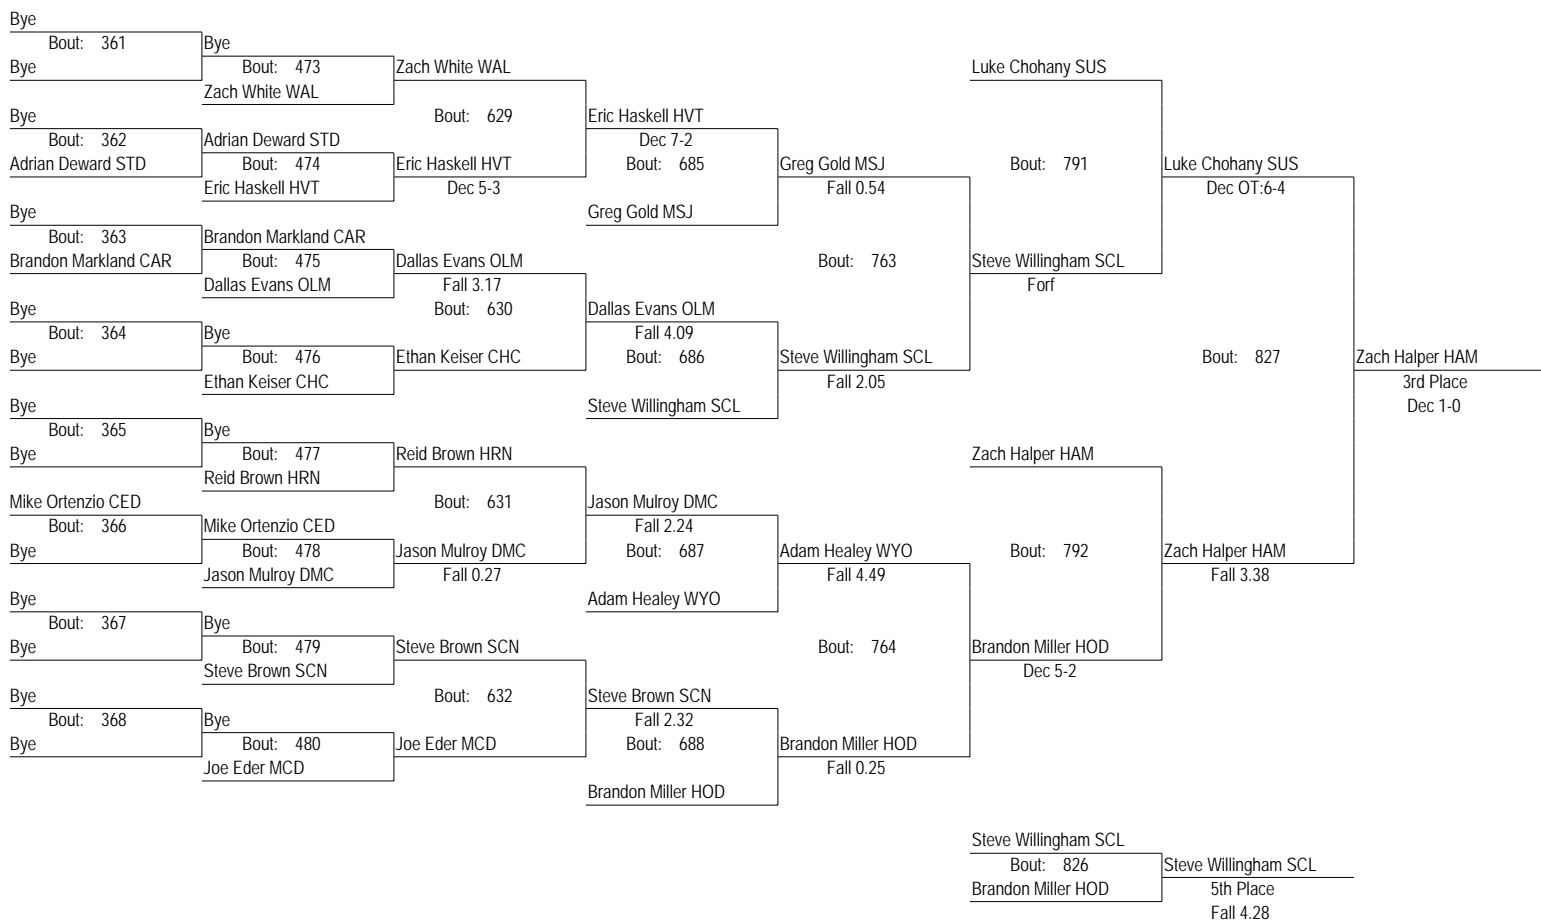 Bye
Bout: 361
Bye
Bye
Bout: 362
Adrian Deward STD
Bye
Bout: 363
Brandon Markland CAR
Bye
Bout: 364
Bye
Bye
Bout: 365
Bye
Mike Ortenzio CED
Bout: 366
Bye
Bye
Bout: 367
Bye
Bye
Bout: 368
Bye
Bye
Bout: 473
Zach White WAL
Adrian Deward STD
Bout: 474
Eric Haskell HVT
Brandon Markland CAR
Bout: 475
Dallas Evans OLM
Bye
Bout: 476
Ethan Keiser CHC
Bye
Bout: 477
Reid Brown HRN
Mike Ortenzio CED
Bout: 478
Jason Mulroy DMC
Bye
Bout: 479
Steve Brown SCN
Bye
Bout: 480
Joe Eder MCD
Zach White WAL
Bout: 629
Eric Haskell HVT
Dec 5-3
Dallas Evans OLM
Fall 3.17
Bout: 630
Ethan Keiser CHC
Reid Brown HRN
Bout: 631
Jason Mulroy DMC
Fall 0.27
Steve Brown SCN
Bout: 632
Joe Eder MCD
Eric Haskell HVT
Dec 7-2
Bout: 685
Greg Gold MSJ
Dallas Evans OLM
Fall 4.09
Bout: 686
Steve Willingham SCL
Jason Mulroy DMC
Fall 2.24
Bout: 687
Adam Healey WYO
Steve Brown SCN
Fall 2.32
Bout: 688
Brandon Miller HOD
Greg Gold MSJ
Fall 0.54
Bout: 763
Steve Willingham SCL
Fall 2.05
Adam Healey WYO
Fall 4.49
Bout: 764
Brandon Miller HOD
Fall 0.25
Luke Chohany SUS
Bout: 791
Steve Willingham SCL
Forf
Zach Halper HAM
Bout: 792
Brandon Miller HOD
Dec 5-2
Luke Chohany SUS
Dec OT:6-4
Bout: 827
Zach Halper HAM
Fall 3.38
Zach Halper HAM
3rd Place
Dec 1-0
Steve Willingham SCL
Bout: 826
Brandon Miller HOD
Steve Willingham SCL
5th Place
Fall 4.28